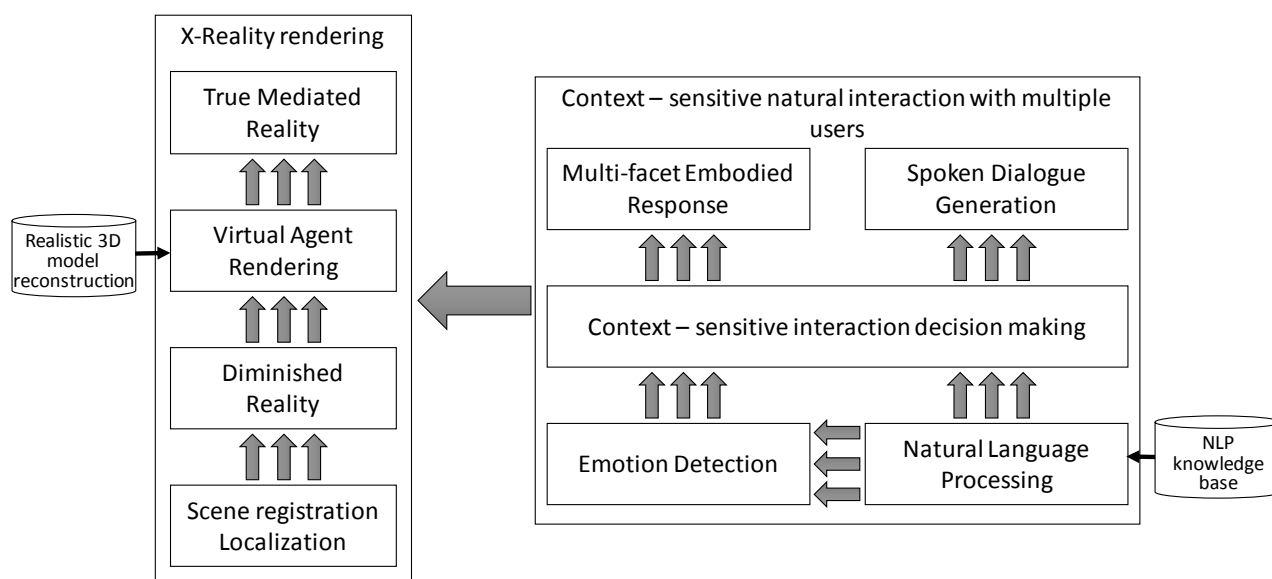 X-Reality rendering
True Mediated
Reality
Virtual Agent
Rendering
Diminished
Reality
Scene registration
Localization
Realistic 3D
model
reconstruction
Context – sensitive natural interaction with multiple
users
Multi-facet Embodied
Response
Spoken Dialogue
Generation
Context – sensitive interaction decision making
Emotion Detection
Natural Language
Processing
NLP
knowledge
base